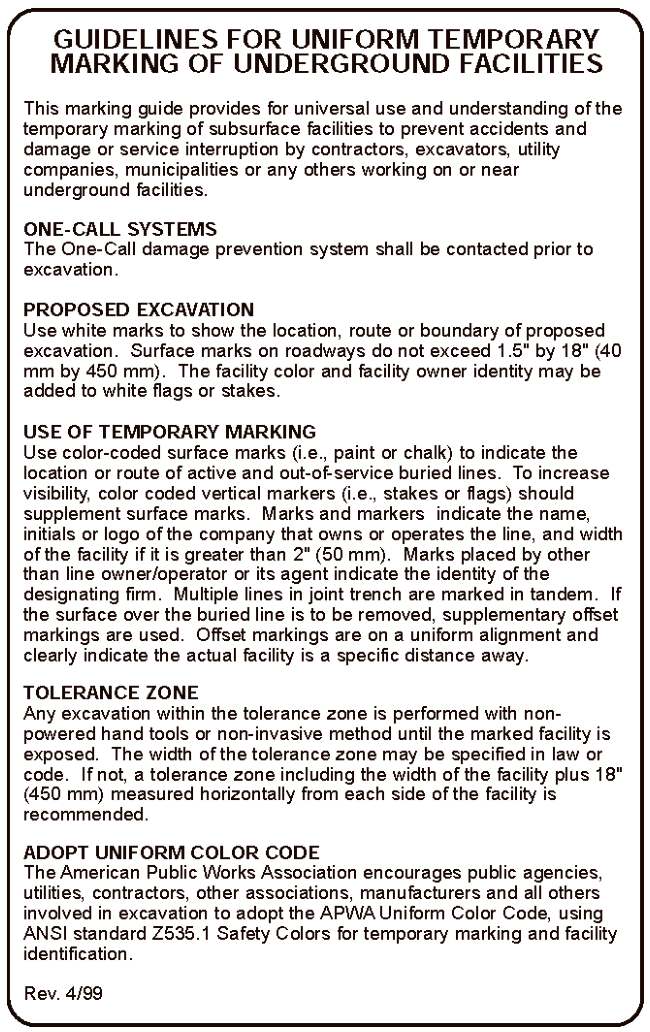 GUIDELINES FOR UNIFORM TEMPORARY
MARKING OF UNDERGROUND FACILITIES
This marking guide provides for universal use and understanding of the
temporary marking of subsurface facilities to prevent accidents and
damage or service interruption by contractors, excavators, utility
companies, municipalities or any others working on or near
underground facilities.
ONE-CALL SYSTEMS
The One-Call damage prevention system shall be contacted prior to
excavation.
PROPOSED EXCAVATION
Use white marks to show the location, route or boundary of proposed
excavation.  Surface marks on roadways do not exceed 1.5" by 18" (40
mm by 450 mm).  The facility color and facility owner identity may be
added to white flags or stakes.
USE OF TEMPORARY MARKING
Use color-coded surface marks (i.e., paint or chalk) to indicate the
location or route of active and out-of-service buried lines.  To increase
visibility, color coded vertical markers (i.e., stakes or flags) should
supplement surface marks.  Marks and markers  indicate the name,
initials or logo of the company that owns or operates the line, and width
of the facility if it is greater than 2" (50 mm).  Marks placed by other
than line owner/operator or its agent indicate the identity of the
designating firm.  Multiple lines in joint trench are marked in tandem.  If
the surface over the buried line is to be removed, supplementary offset
markings are used.  Offset markings are on a uniform alignment and
clearly indicate the actual facility is a specific distance away.
TOLERANCE ZONE
Any excavation within the tolerance zone is performed with non-
powered hand tools or non-invasive method until the marked facility is
exposed.  The width of the tolerance zone may be specified in law or
code.  If not, a tolerance zone including the width of the facility plus 18"
(450 mm) measured horizontally from each side of the facility is
recommended.
ADOPT UNIFORM COLOR CODE
The American Public Works Association encourages public agencies,
utilities, contractors, other associations, manufacturers and all others
involved in excavation to adopt the APWA Uniform Color Code, using
ANSI standard Z535.1 Safety Colors for temporary marking and facility
identification.
Rev. 4/99